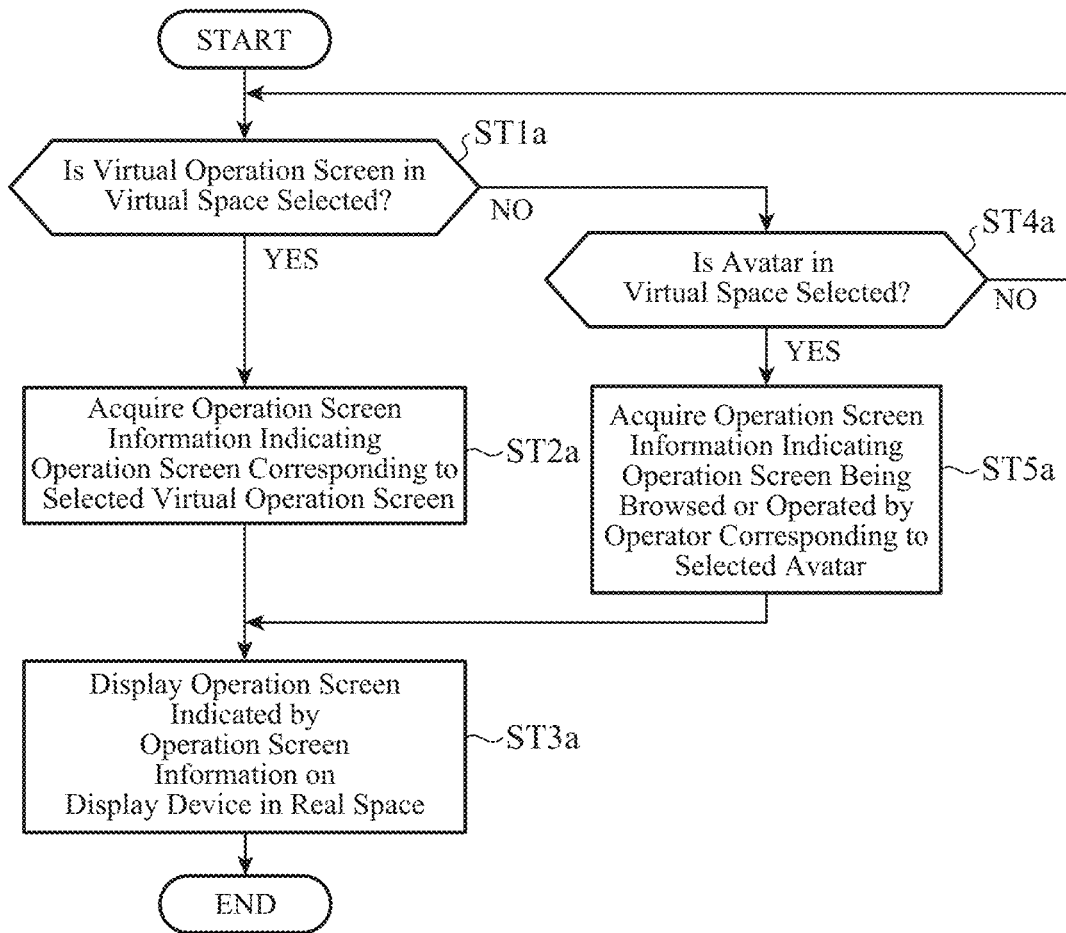 START
ST1a
Is Virtual Operation Screen in
Virtual Space Selected?
NO
YES
ST4a
Is Avatar in
Virtual Space Selected?
NO
YES
Acquire Operation Screen
Information Indicating
Operation Screen Corresponding to
Selected Virtual Operation Screen
ST2a
Acquire Operation Screen
Information Indicating
Operation Screen Being
Browsed or Operated by
Operator Corresponding to
Selected Avatar
ST5a
Display Operation Screen
Indicated by
Operation Screen
Information on
Display Device in Real Space
ST3a
END